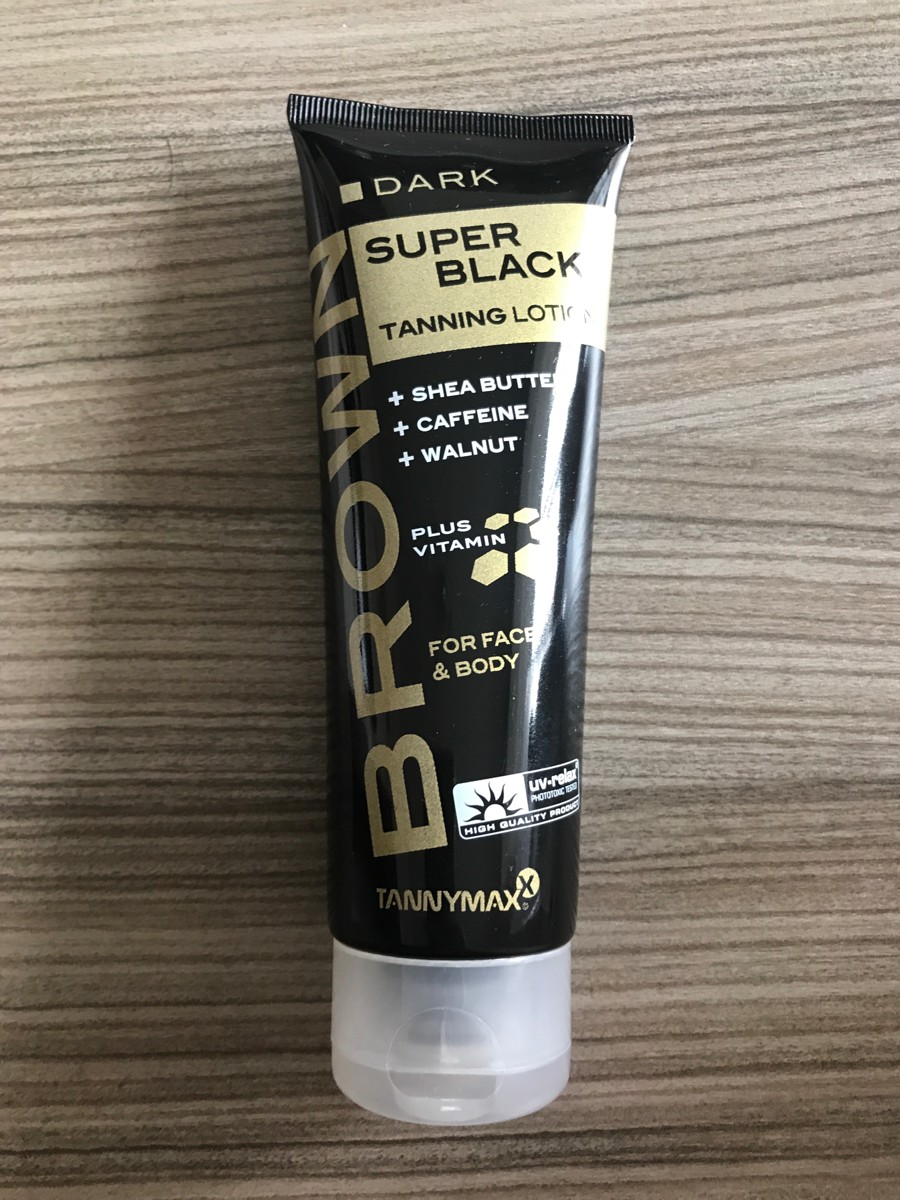 DARK
SUPER
BLACK
TANNING LOTION
BROWN
+ SHEA BUTTE
+ CAFFEINE
+ WALNUT
PLUS
VITAMIN
FOR FACE
& BODY
uv-relax
PHOTOTOXIC TESTED
HIGH QUALITY PRODUCT
TANNYMAXX